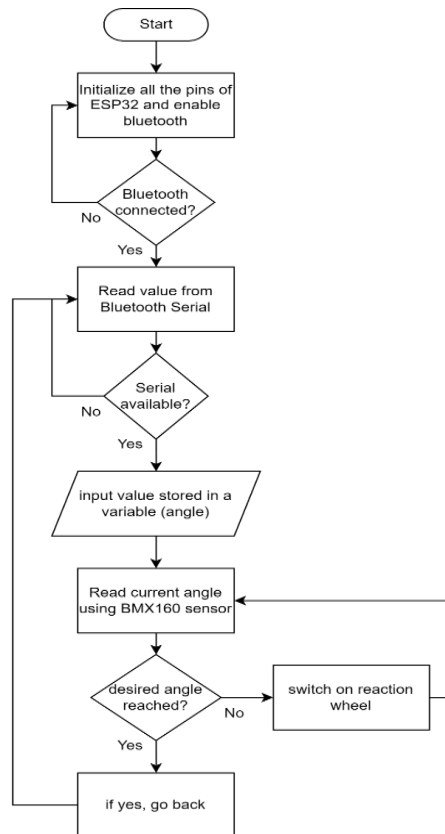 Start
Initialize all the pins of
ESP32 and enable
bluetooth
Bluetooth
connected?
No
Yes
Read value from
Bluetooth Serial
Serial
available?
No
Yes
input value stored in a
variable (angle)
Read current angle
using BMX160 sensor
desired angle
reached?
No
switch on reaction
wheel
Yes
if yes, go back